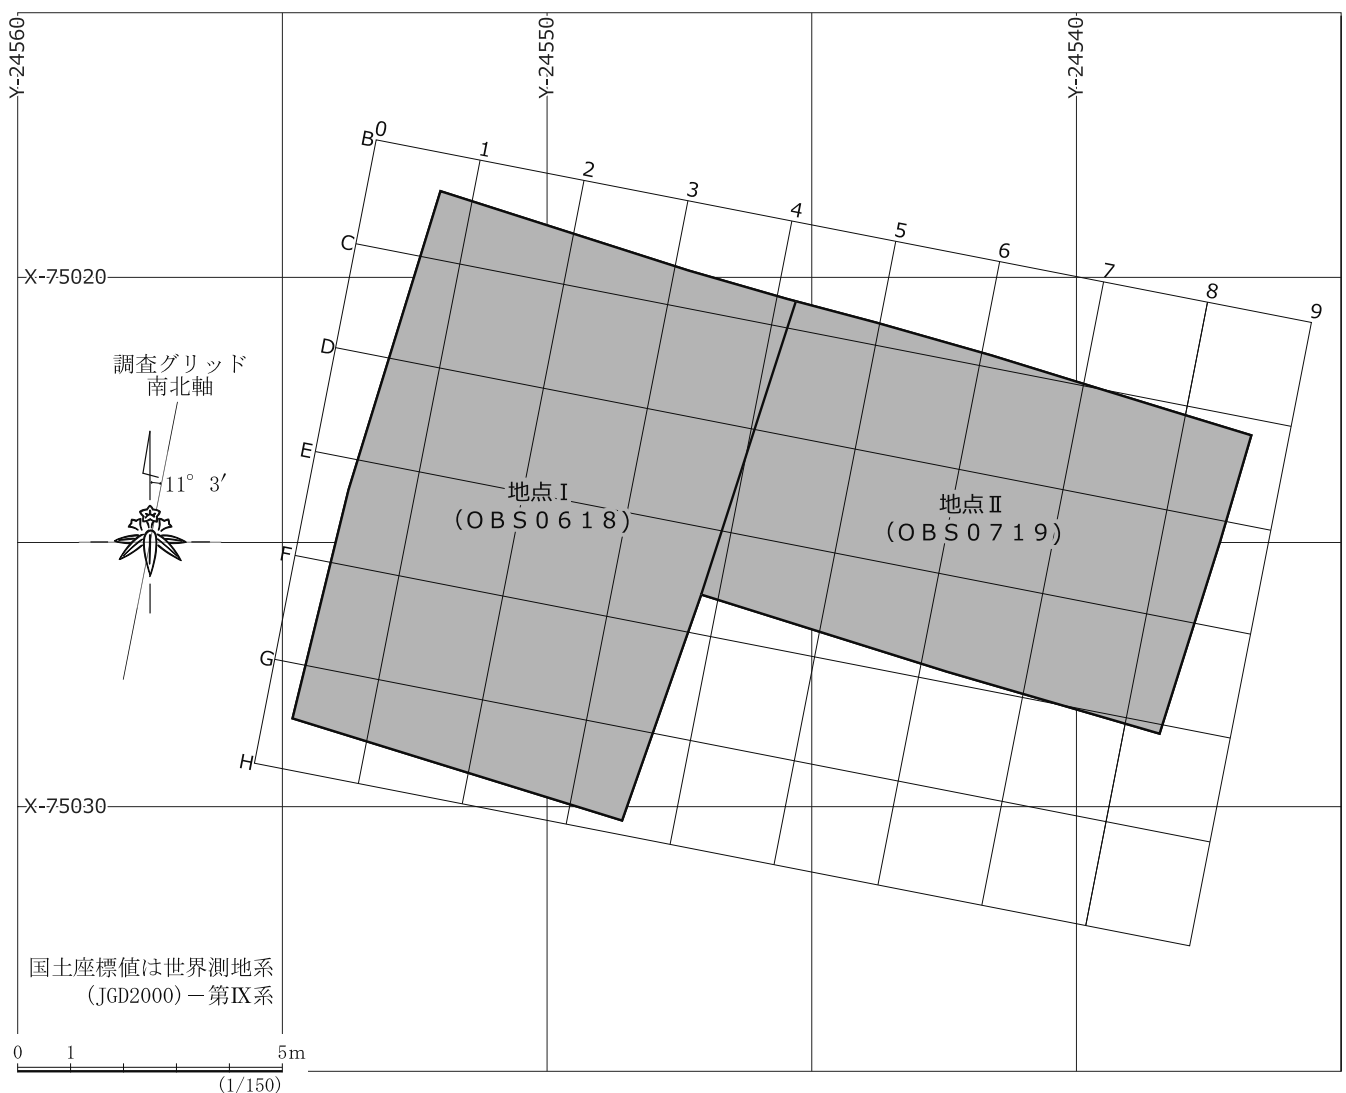 Y-24560
Y-24550
Y-24540
0
B
1
2
3
4
5
6
7
8
9
C
X-75020
D
調査グリッド
南北軸
E
11° 3′
地点Ⅰ
(OBS0618)
地点Ⅱ
(OBS0719)
F
G
H
X-75030
国土座標値は世界測地系
(JGD2000)－第Ⅸ系
0 1 5m
(1/150)